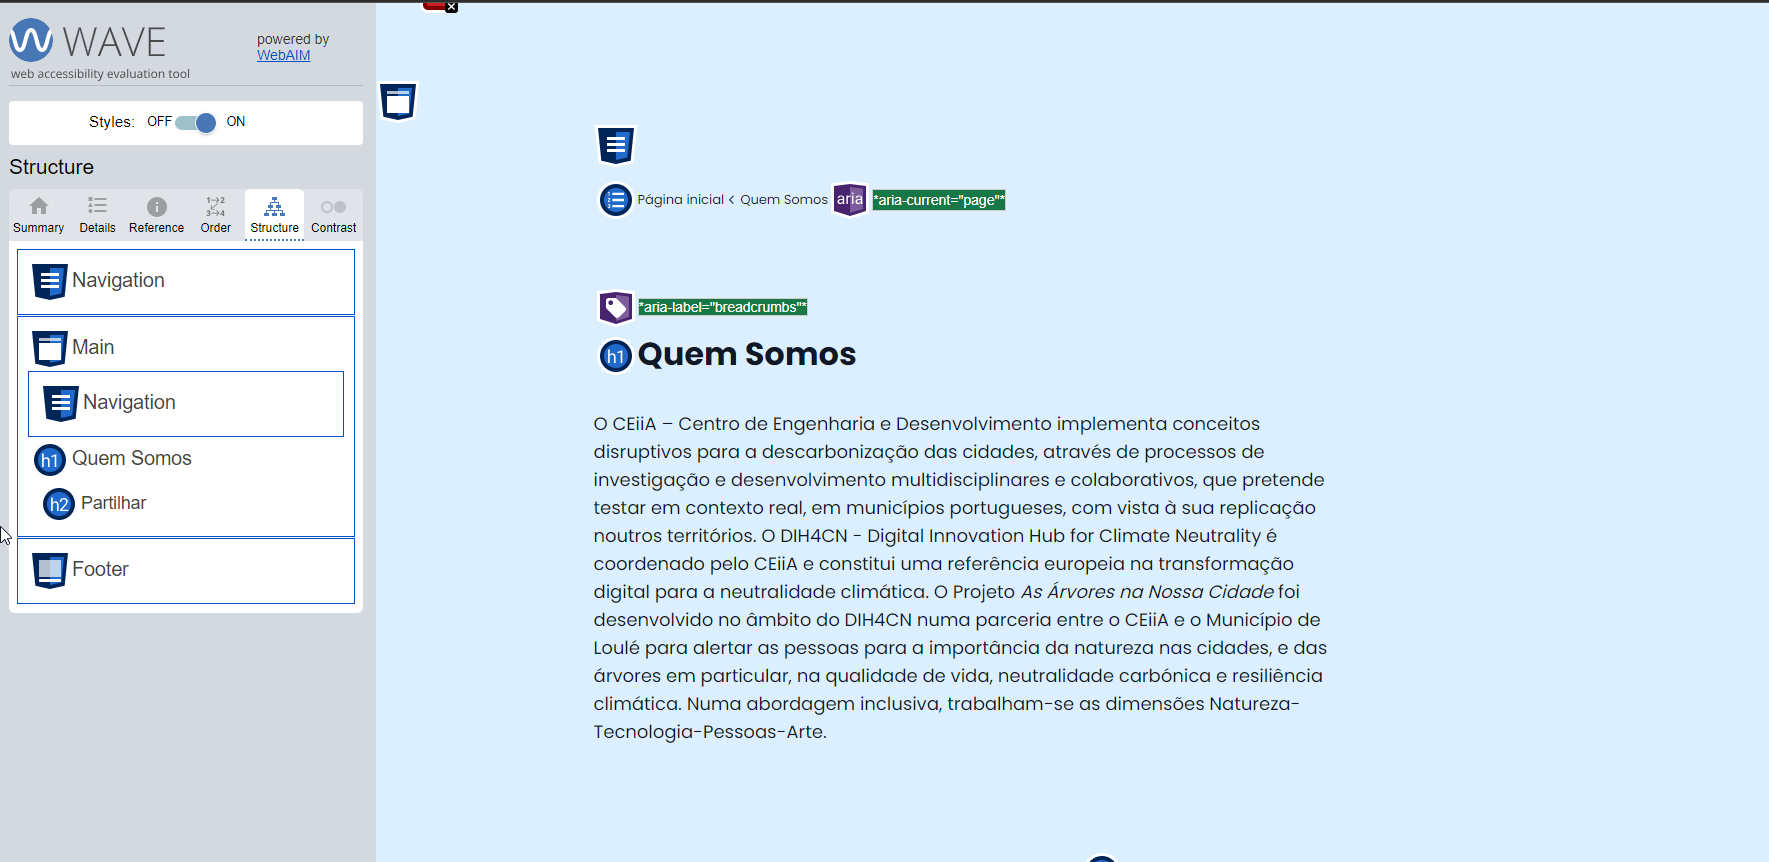 WAVE
web accessibility evaluation tool
powered by
WebAIM
Styles: OFF ON
Structure
Summary Details Reference Order Structure Contrast
Navigation
Main
Navigation
h1 Quem Somos
h2 Partilhar
Footer
Página inicial < Quem Somos aria *aria-current="page"*
*aria-label="breadcrumbs"*
h1 Quem Somos
O CEiiA – Centro de Engenharia e Desenvolvimento implementa conceitos
disruptivos para a descarbonização das cidades, através de processos de
investigação e desenvolvimento multidisciplinares e colaborativos, que pretende
testar em contexto real, em municípios portugueses, com vista à sua replicação
noutros territórios. O DIH4CN - Digital Innovation Hub for Climate Neutrality é
coordenado pelo CEiiA e constitui uma referência europeia na transformação
digital para a neutralidade climática. O Projeto As Árvores na Nossa Cidade foi
desenvolvido no âmbito do DIH4CN numa parceria entre o CEiiA e o Município de
Loulé para alertar as pessoas para a importância da natureza nas cidades, e das
árvores em particular, na qualidade de vida, neutralidade carbónica e resiliência
climática. Numa abordagem inclusiva, trabalham-se as dimensões Natureza-
Tecnologia-Pessoas-Arte.